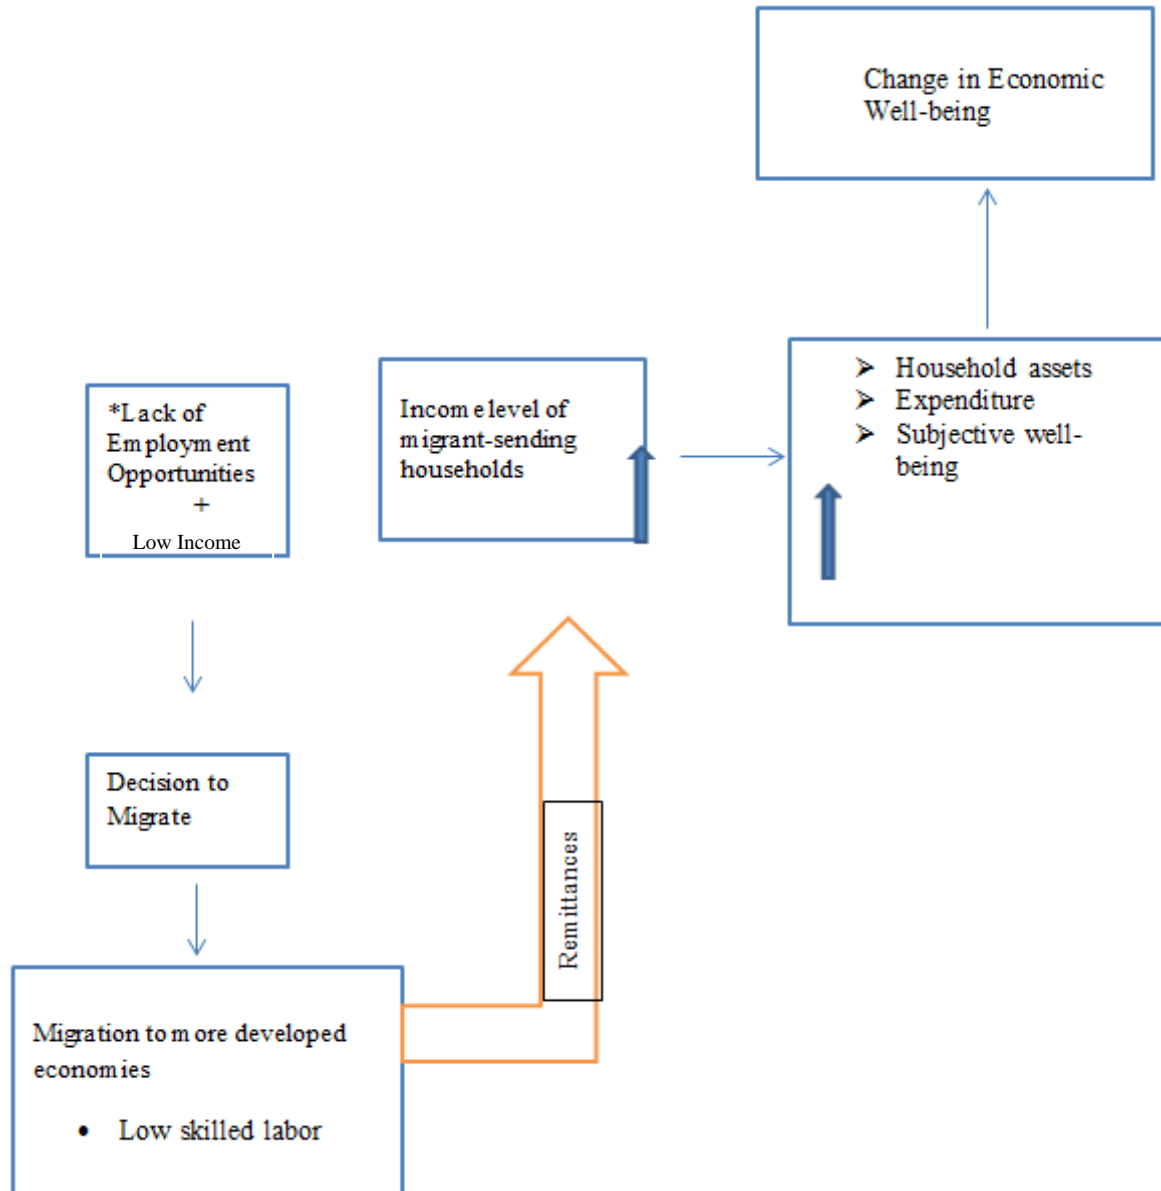 Change in Economic
Well-being
➢ Household assets
➢ Expenditure
➢ Subjective well-
being
Income level of
migrant-sending
households
*Lack of
Employment
Opportunities
+
Low Income
Decision to
Migrate
Remittances
Migration to more developed
economies
• Low skilled labor